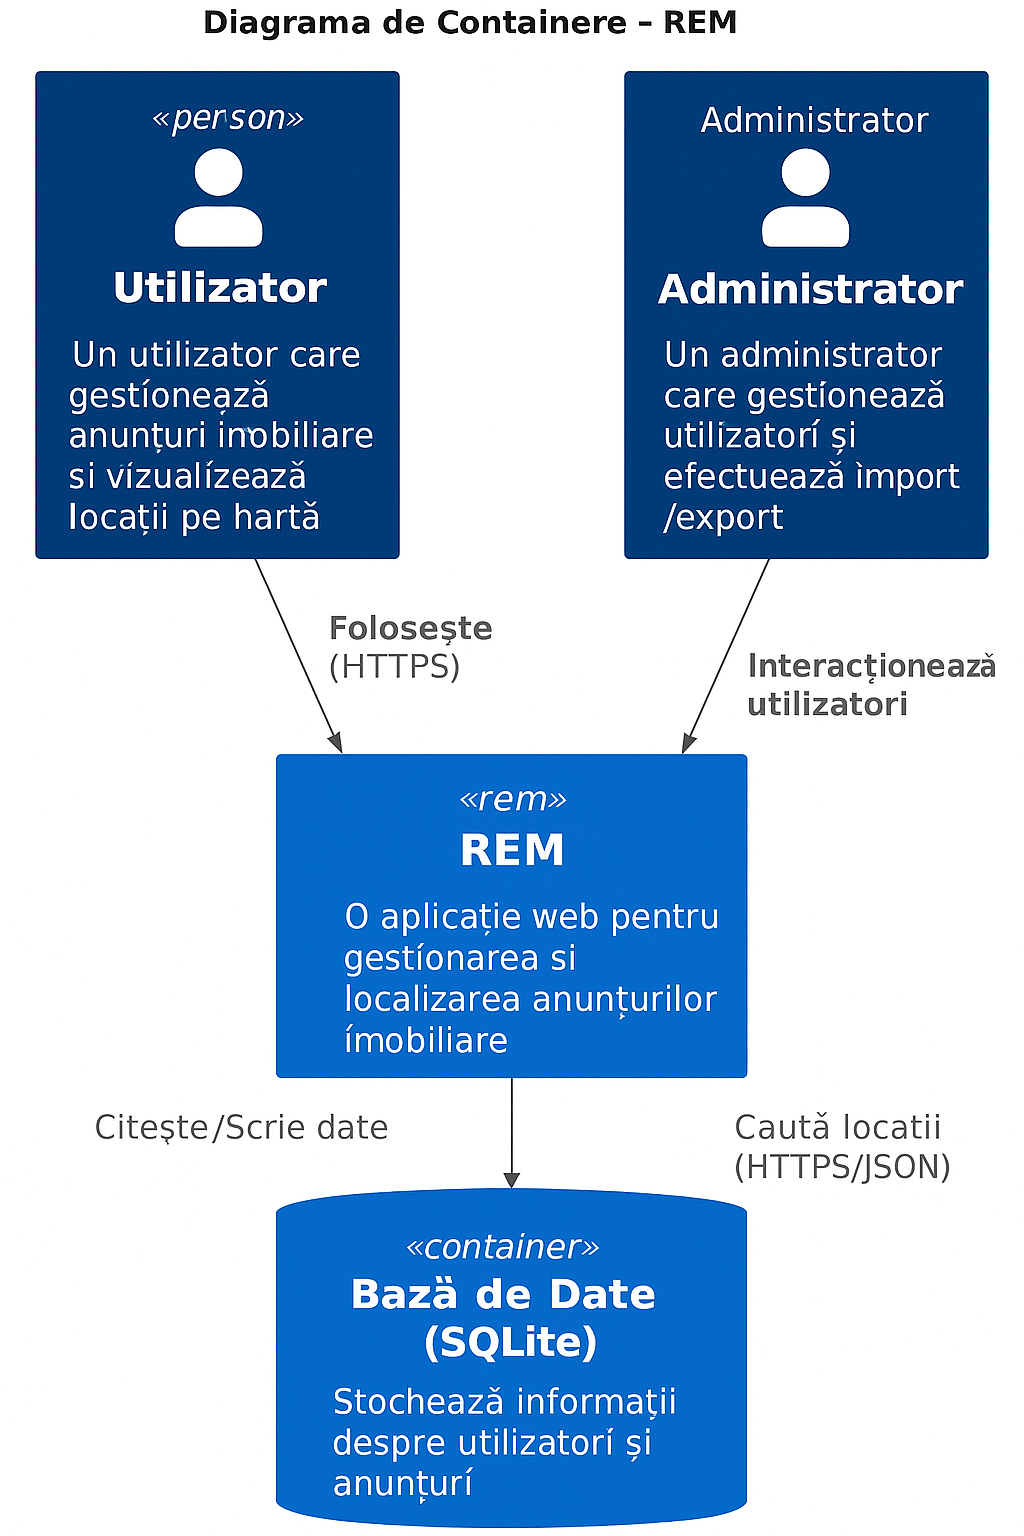 Diagrama de Containere – REM
«person»
Utilizator
Un utilizator care
gestíonează
anunțuri inobiliare
si vízualízează
locații pe hartă
Administrator
Administrator
Un administrator
care gestíonează
utilizatorí și
efectuează ìmport
/export
Folosește
(HTTPS)
Interacționează
utilizatori
«rem»
REM
O aplicație web pentru
gestíonarea si
localizarea anunțurilor
ímobiliare
Citește/Scrie date
Caută locatii
(HTTPS/JSON)
«container»
Bază de Date
(SQLite)
Stochează informații
despre utilizatorí și
anunțurí